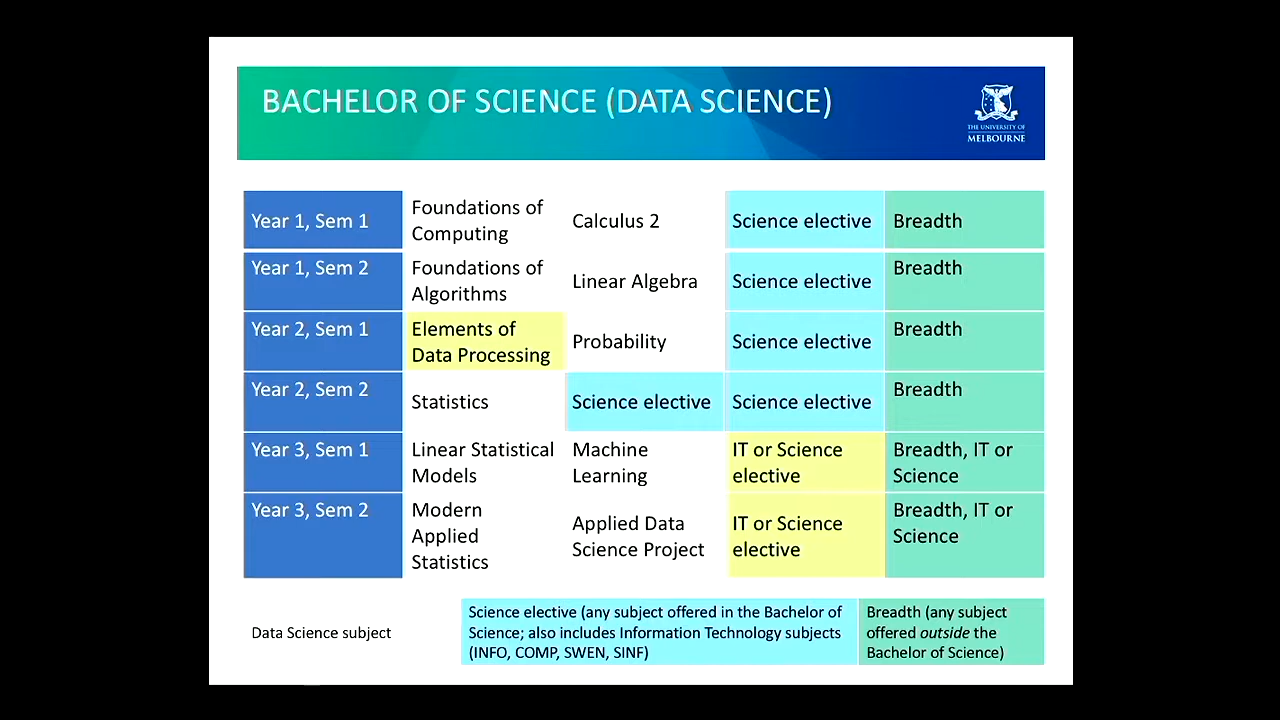 BACHELOR OF SCIENCE (DATA SCIENCE)
THE UNIVERSITY OF
MELBOURNE
Year 1, Sem 1
Foundations of
Computing
Calculus 2
Science elective
Breadth
Year 1, Sem 2
Foundations of
Algorithms
Linear Algebra
Science elective
Breadth
Year 2, Sem 1
Elements of
Data Processing
Probability
Science elective
Breadth
Year 2, Sem 2
Statistics
Science elective
Science elective
Breadth
Year 3, Sem 1
Linear Statistical
Models
Machine
Learning
IT or Science
elective
Breadth, IT or
Science
Year 3, Sem 2
Modern
Applied
Statistics
Applied Data
Science Project
IT or Science
elective
Breadth, IT or
Science
Data Science subject
Science elective (any subject offered in the Bachelor of
Science; also includes Information Technology subjects
(INFO, COMP, SWEN, SINF)
Breadth (any subject
offered outside the
Bachelor of Science)